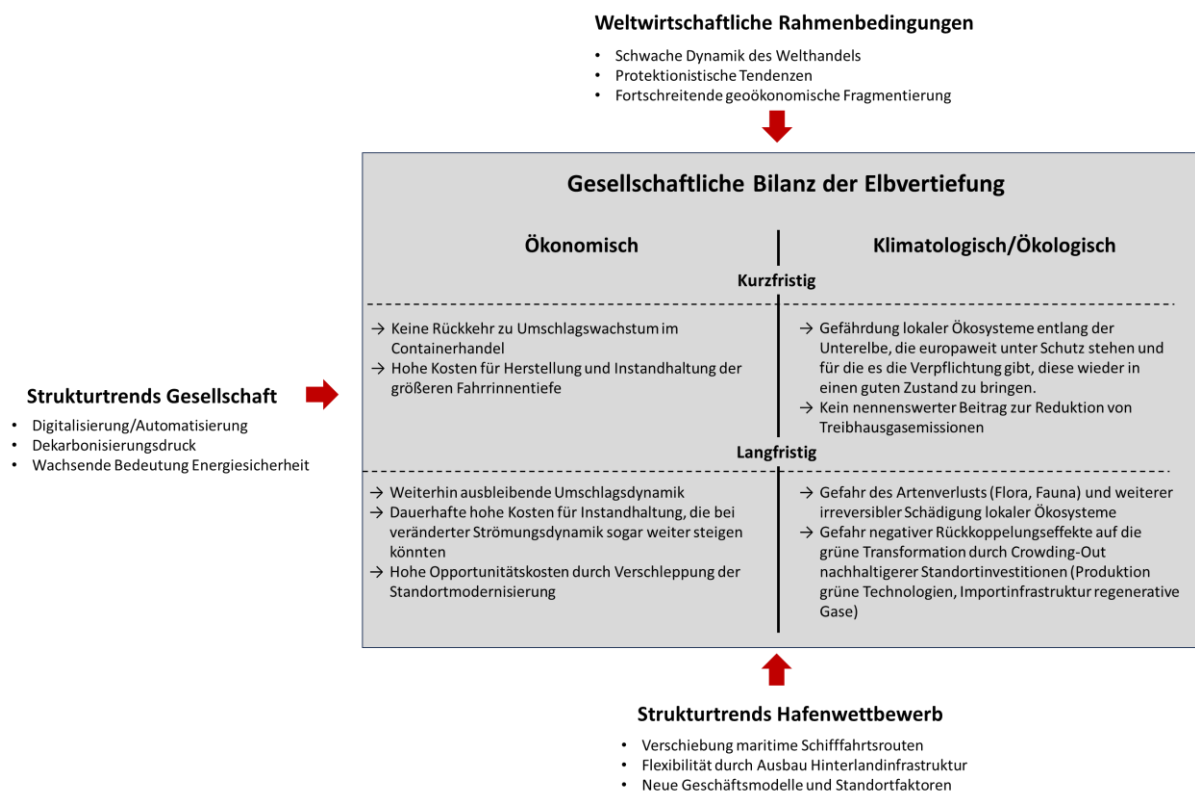 Weltwirtschaftliche Rahmenbedingungen
• Schwache Dynamik des Welthandels
• Protektionistische Tendenzen
• Fortschreitende geoökonomische Fragmentierung
Gesellschaftliche Bilanz der Elbvertiefung
Ökonomisch
Klimatologisch/Ökologisch
Kurzfristig
→ Keine Rückkehr zu Umschlagswachstum im
Containerhandel
→ Hohe Kosten für Herstellung und Instandhaltung der
größeren Fahrrinnentiefe
→ Gefährdung lokaler Ökosysteme entlang der
Unterelbe, die europaweit unter Schutz stehen und
für die es die Verpflichtung gibt, diese wieder in
einen guten Zustand zu bringen.
→ Kein nennenswerter Beitrag zur Reduktion von
Treibhausgasemissionen
Strukturtrends Gesellschaft
• Digitalisierung/Automatisierung
• Dekarbonisierungsdruck
• Wachsende Bedeutung Energiesicherheit
Langfristig
→ Weiterhin ausbleibende Umschlagsdynamik
→ Dauerhafte hohe Kosten für Instandhaltung, die bei
veränderter Strömungsdynamik sogar weiter steigen
könnten
→ Hohe Opportunitätskosten durch Verschleppung der
Standortmodernisierung
→ Gefahr des Artenverlusts (Flora, Fauna) und weiterer
irreversibler Schädigung lokaler Ökosysteme
→ Gefahr negativer Rückkoppelungseffekte auf die
grüne Transformation durch Crowding-Out
nachhaltigerer Standortinvestitionen (Produktion
grüne Technologien, Importinfrastruktur regenerative
Gase)
Strukturtrends Hafenwettbewerb
• Verschiebung maritime Schifffahrtsrouten
• Flexibilität durch Ausbau Hinterlandinfrastruktur
• Neue Geschäftsmodelle und Standortfaktoren